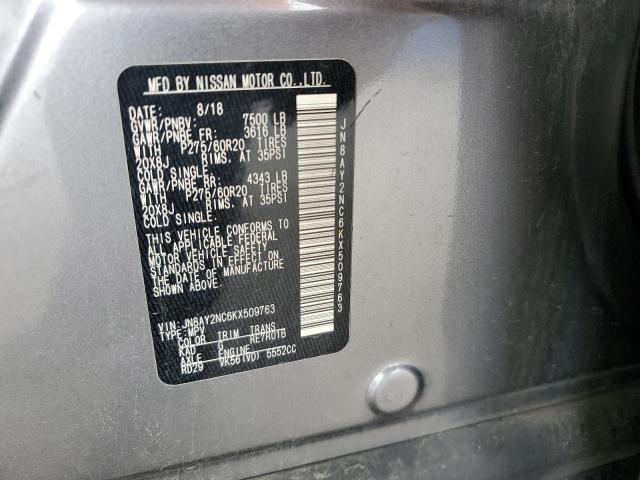 MFD BY NISSAN MOTOR CO.,LTD.
DATE: 8/18
GVWR/PNBV: 7500 LB
GAWR/PNBE FR: 3616 LB
WITH P275/60R20 TIRES
20X8J RIMS. AT 35PSI
COLD SINGLE.
GAWR/PNBE RR: 4343 LB
WITH P275/60R20 TIRES
20X8J RIMS. AT 35PSI
COLD SINGLE.
THIS VEHICLE CONFORMS TO
ALL APPLICABLE FEDERAL
MOTOR VEHICLE SAFETY
STANDARDS IN EFFECT ON
THE DATE OF MANUFACTURE
SHOWN ABOVE.
VIN: JN8AY2NC6KX509763
TYPE: MPV
COLOR TRIM TRANS
KAD G RE7R01B
AXLE ENGINE
RD29 VK56(VD) 5552CC
JN8AY2NC6KX509763